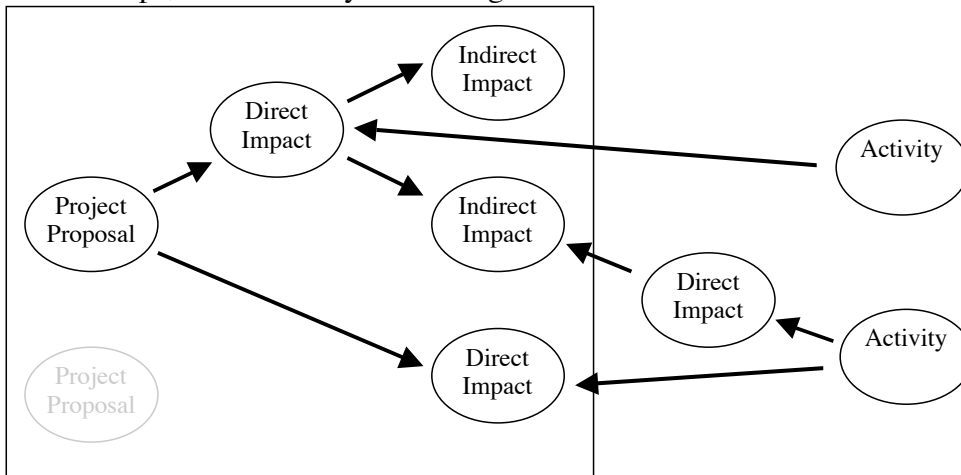 Indirect
Impact
Direct
Impact
Activity
Project
Proposal
Indirect
Impact
Direct
Impact
Activity
Direct
Impact
Project
Proposal